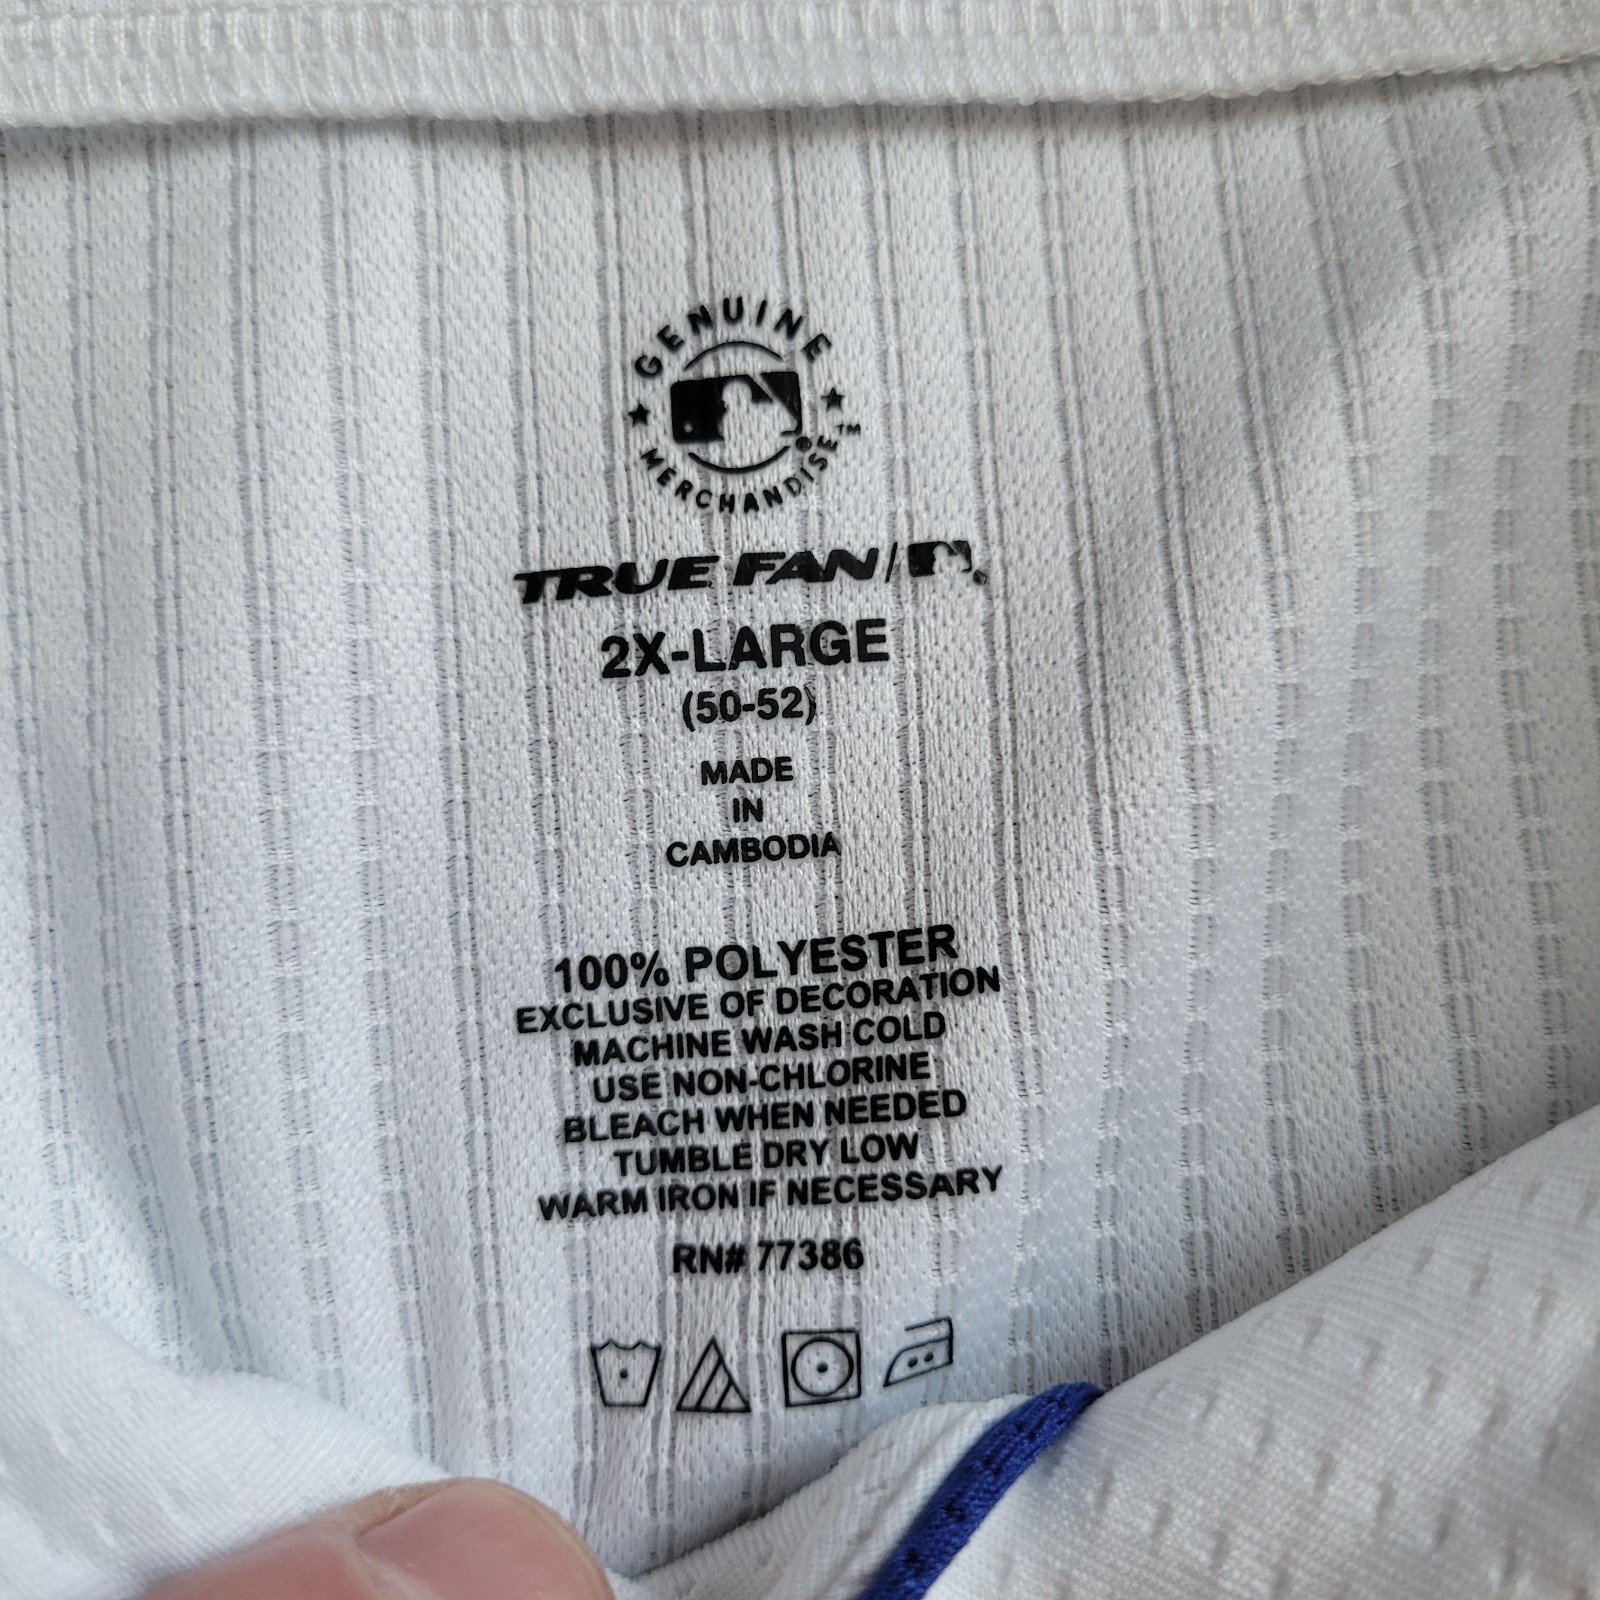 GENUINE
MERCHANDISE™
TRUE FAN/
2X-LARGE
(50-52)
MADE
IN
CAMBODIA
100% POLYESTER
EXCLUSIVE OF DECORATION
MACHINE WASH COLD
USE NON-CHLORINE
BLEACH WHEN NEEDED
TUMBLE DRY LOW
WARM IRON IF NECESSARY
RN# 77386